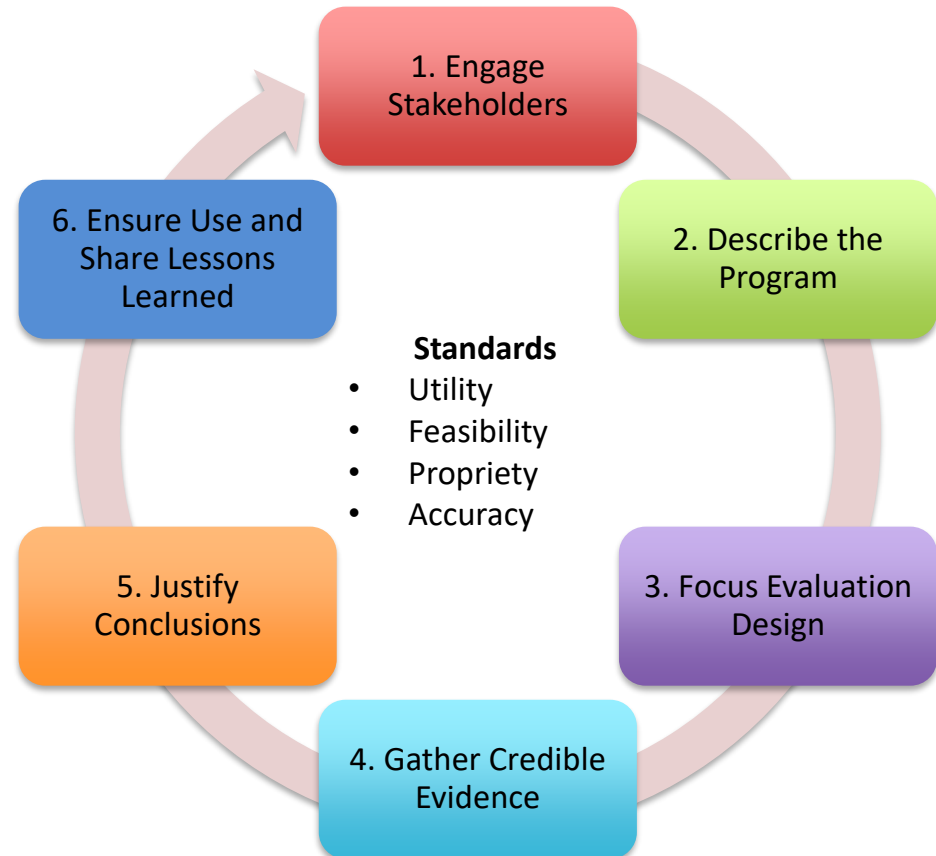 1. Engage
Stakeholders
2. Describe the
Program
3. Focus Evaluation
Design
4. Gather Credible
Evidence
5. Justify
Conclusions
6. Ensure Use and
Share Lessons
Learned
Standards
• Utility
• Feasibility
• Propriety
• Accuracy